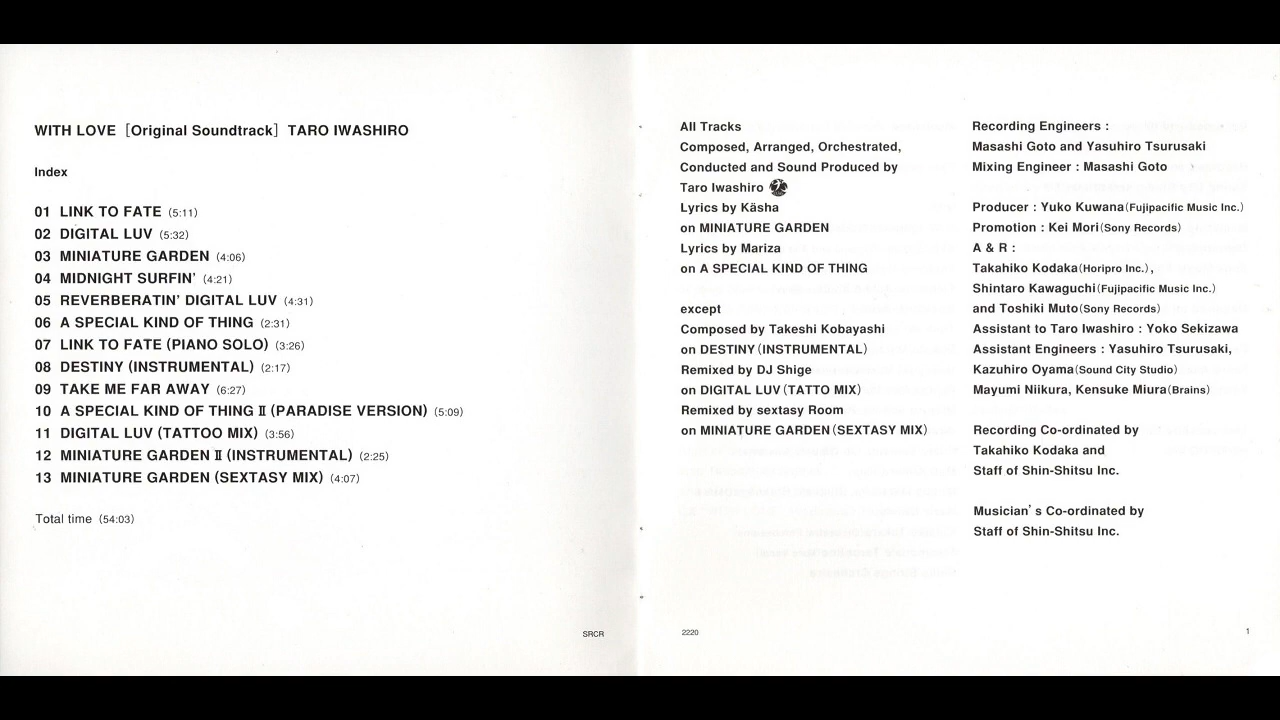 WITH LOVE [Original Soundtrack] TARO IWASHIRO
Index
01 LINK TO FATE (5:11)
02 DIGITAL LUV (5:32)
03 MINIATURE GARDEN (4:06)
04 MIDNIGHT SURFIN' (4:21)
05 REVERBERATIN' DIGITAL LUV (4:31)
06 A SPECIAL KIND OF THING (2:31)
07 LINK TO FATE (PIANO SOLO) (3:26)
08 DESTINY (INSTRUMENTAL) (2:17)
09 TAKE ME FAR AWAY (6:27)
10 A SPECIAL KIND OF THING II (PARADISE VERSION) (5:09)
11 DIGITAL LUV (TATTOO MIX) (3:56)
12 MINIATURE GARDEN II (INSTRUMENTAL) (2:25)
13 MINIATURE GARDEN (SEXTASY MIX) (4:07)
Total time (54:03)
SRCR
All Tracks
Composed, Arranged, Orchestrated,
Conducted and Sound Produced by
Taro Iwashiro
Lyrics by Käsha
on MINIATURE GARDEN
Lyrics by Mariza
on A SPECIAL KIND OF THING
except
Composed by Takeshi Kobayashi
on DESTINY (INSTRUMENTAL)
Remixed by DJ Shige
on DIGITAL LUV (TATTO MIX)
Remixed by sextasy Room
on MINIATURE GARDEN (SEXTASY MIX)
2220
Recording Engineers :
Masashi Goto and Yasuhiro Tsurusaki
Mixing Engineer : Masashi Goto
Producer : Yuko Kuwana (Fujipacific Music Inc.)
Promotion : Kei Mori (Sony Records)
A & R :
Takahiko Kodaka (Horipro Inc.),
Shintaro Kawaguchi (Fujipacific Music Inc.)
and Toshiki Muto (Sony Records)
Assistant to Taro Iwashiro : Yoko Sekizawa
Assistant Engineers : Yasuhiro Tsurusaki,
Kazuhiro Oyama (Sound City Studio)
Mayumi Niikura, Kensuke Miura (Brains)
Recording Co-ordinated by
Takahiko Kodaka and
Staff of Shin-Shitsu Inc.
Musician's Co-ordinated by
Staff of Shin-Shitsu Inc.
1